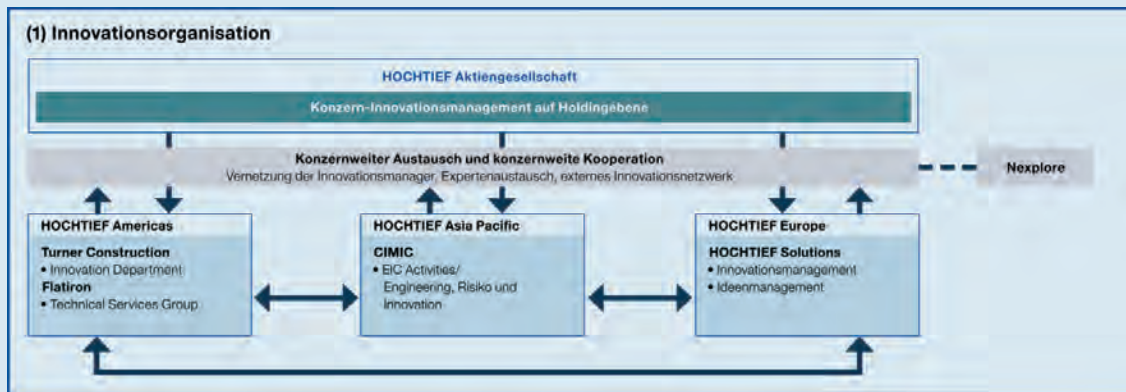 (1) Innovationsorganisation
HOCHTIEF Aktiengesellschaft
Konzern-Innovationsmanagement auf Holdingebene
Konzernweiter Austausch und konzernweite Kooperation
Vernetzung der Innovationsmanager, Expertenaustausch, externes Innovationsnetzwerk
Nexplore
HOCHTIEF Americas
Turner Construction
• Innovation Department
Flatiron
• Technical Services Group
HOCHTIEF Asia Pacific
CIMIC
• EIC Activities/
Engineering, Risiko und
Innovation
HOCHTIEF Europe
HOCHTIEF Solutions
• Innovationsmanagement
• Ideenmanagement